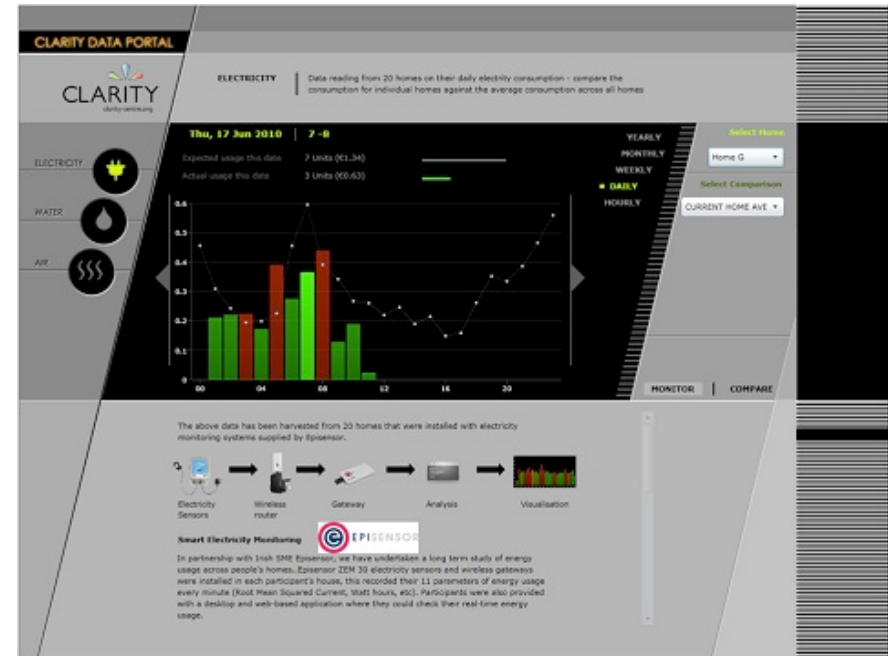 CLARITY DATA PORTAL
CLARITY
clarity-centre.org
ELECTRICITY
Data reading from 20 homes on their daily electrity consumption - compare the
consumption for individual homes against the average consumption across all homes
Thu, 17 Jun 2010 | 7 -8
Expected usage this date 7 Units (€1.34)
Actual usage this date 3 Units (€0.63)
YEARLY
MONTHLY
WEEKLY
DAILY
HOURLY
Select Home
Home G
Select Comparison
CURRENT HOME AVE
ELECTRICITY
WATER
AIR
0.6
0.5
0.4
0.3
0.2
0.1
0
00 04 08 12 16 20
MONITOR | COMPARE
The above data has been harvested from 20 homes that were installed with electricity
monitoring systems supplied by Episensor.
Electricity Sensors
Wireless router
Gateway
Analysis
Visualisation
Smart Electricity Monitoring
e EPISENSOR
In partnership with Irish SME Episensor, we have undertaken a long term study of energy
usage across people's homes. Episensor ZEM 30 electricity sensors and wireless gateways
were installed in each participant's house, this recorded their 11 parameters of energy usage
every minute (Root Mean Squared Current, Watt hours, etc). Participants were also provided
with a desktop and web-based application where they could check their real-time energy
usage.